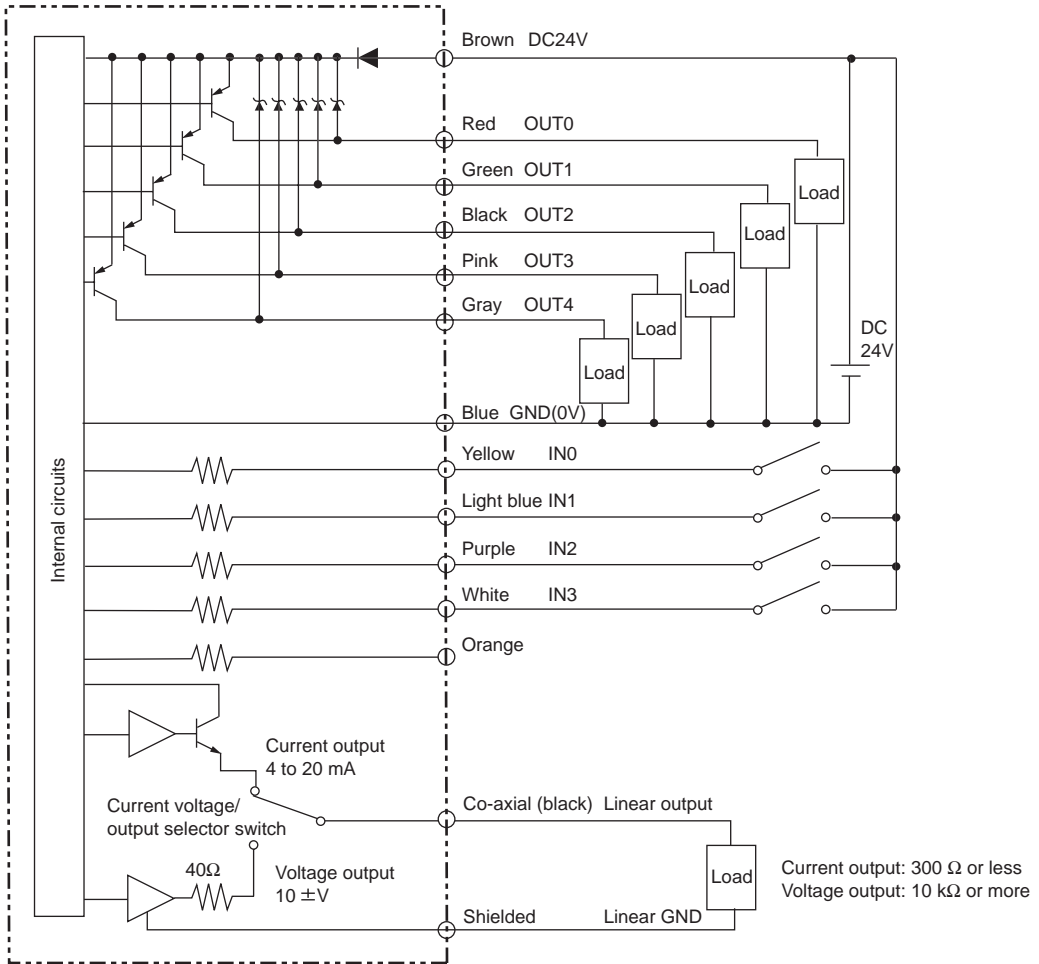 Brown DC24V
Red OUT0
Green OUT1
Load
Black OUT2
Load
Pink OUT3
Load
Gray OUT4
Load
DC
24V
Load
Blue GND(0V)
Yellow IN0
Internal circuits
Light blue IN1
Purple IN2
White IN3
Orange
Current output
4 to 20 mA
Co-axial (black) Linear output
Current voltage/
output selector switch
40Ω
Voltage output
10 ±V
Load
Current output: 300 Ω or less
Voltage output: 10 kΩ or more
Shielded Linear GND